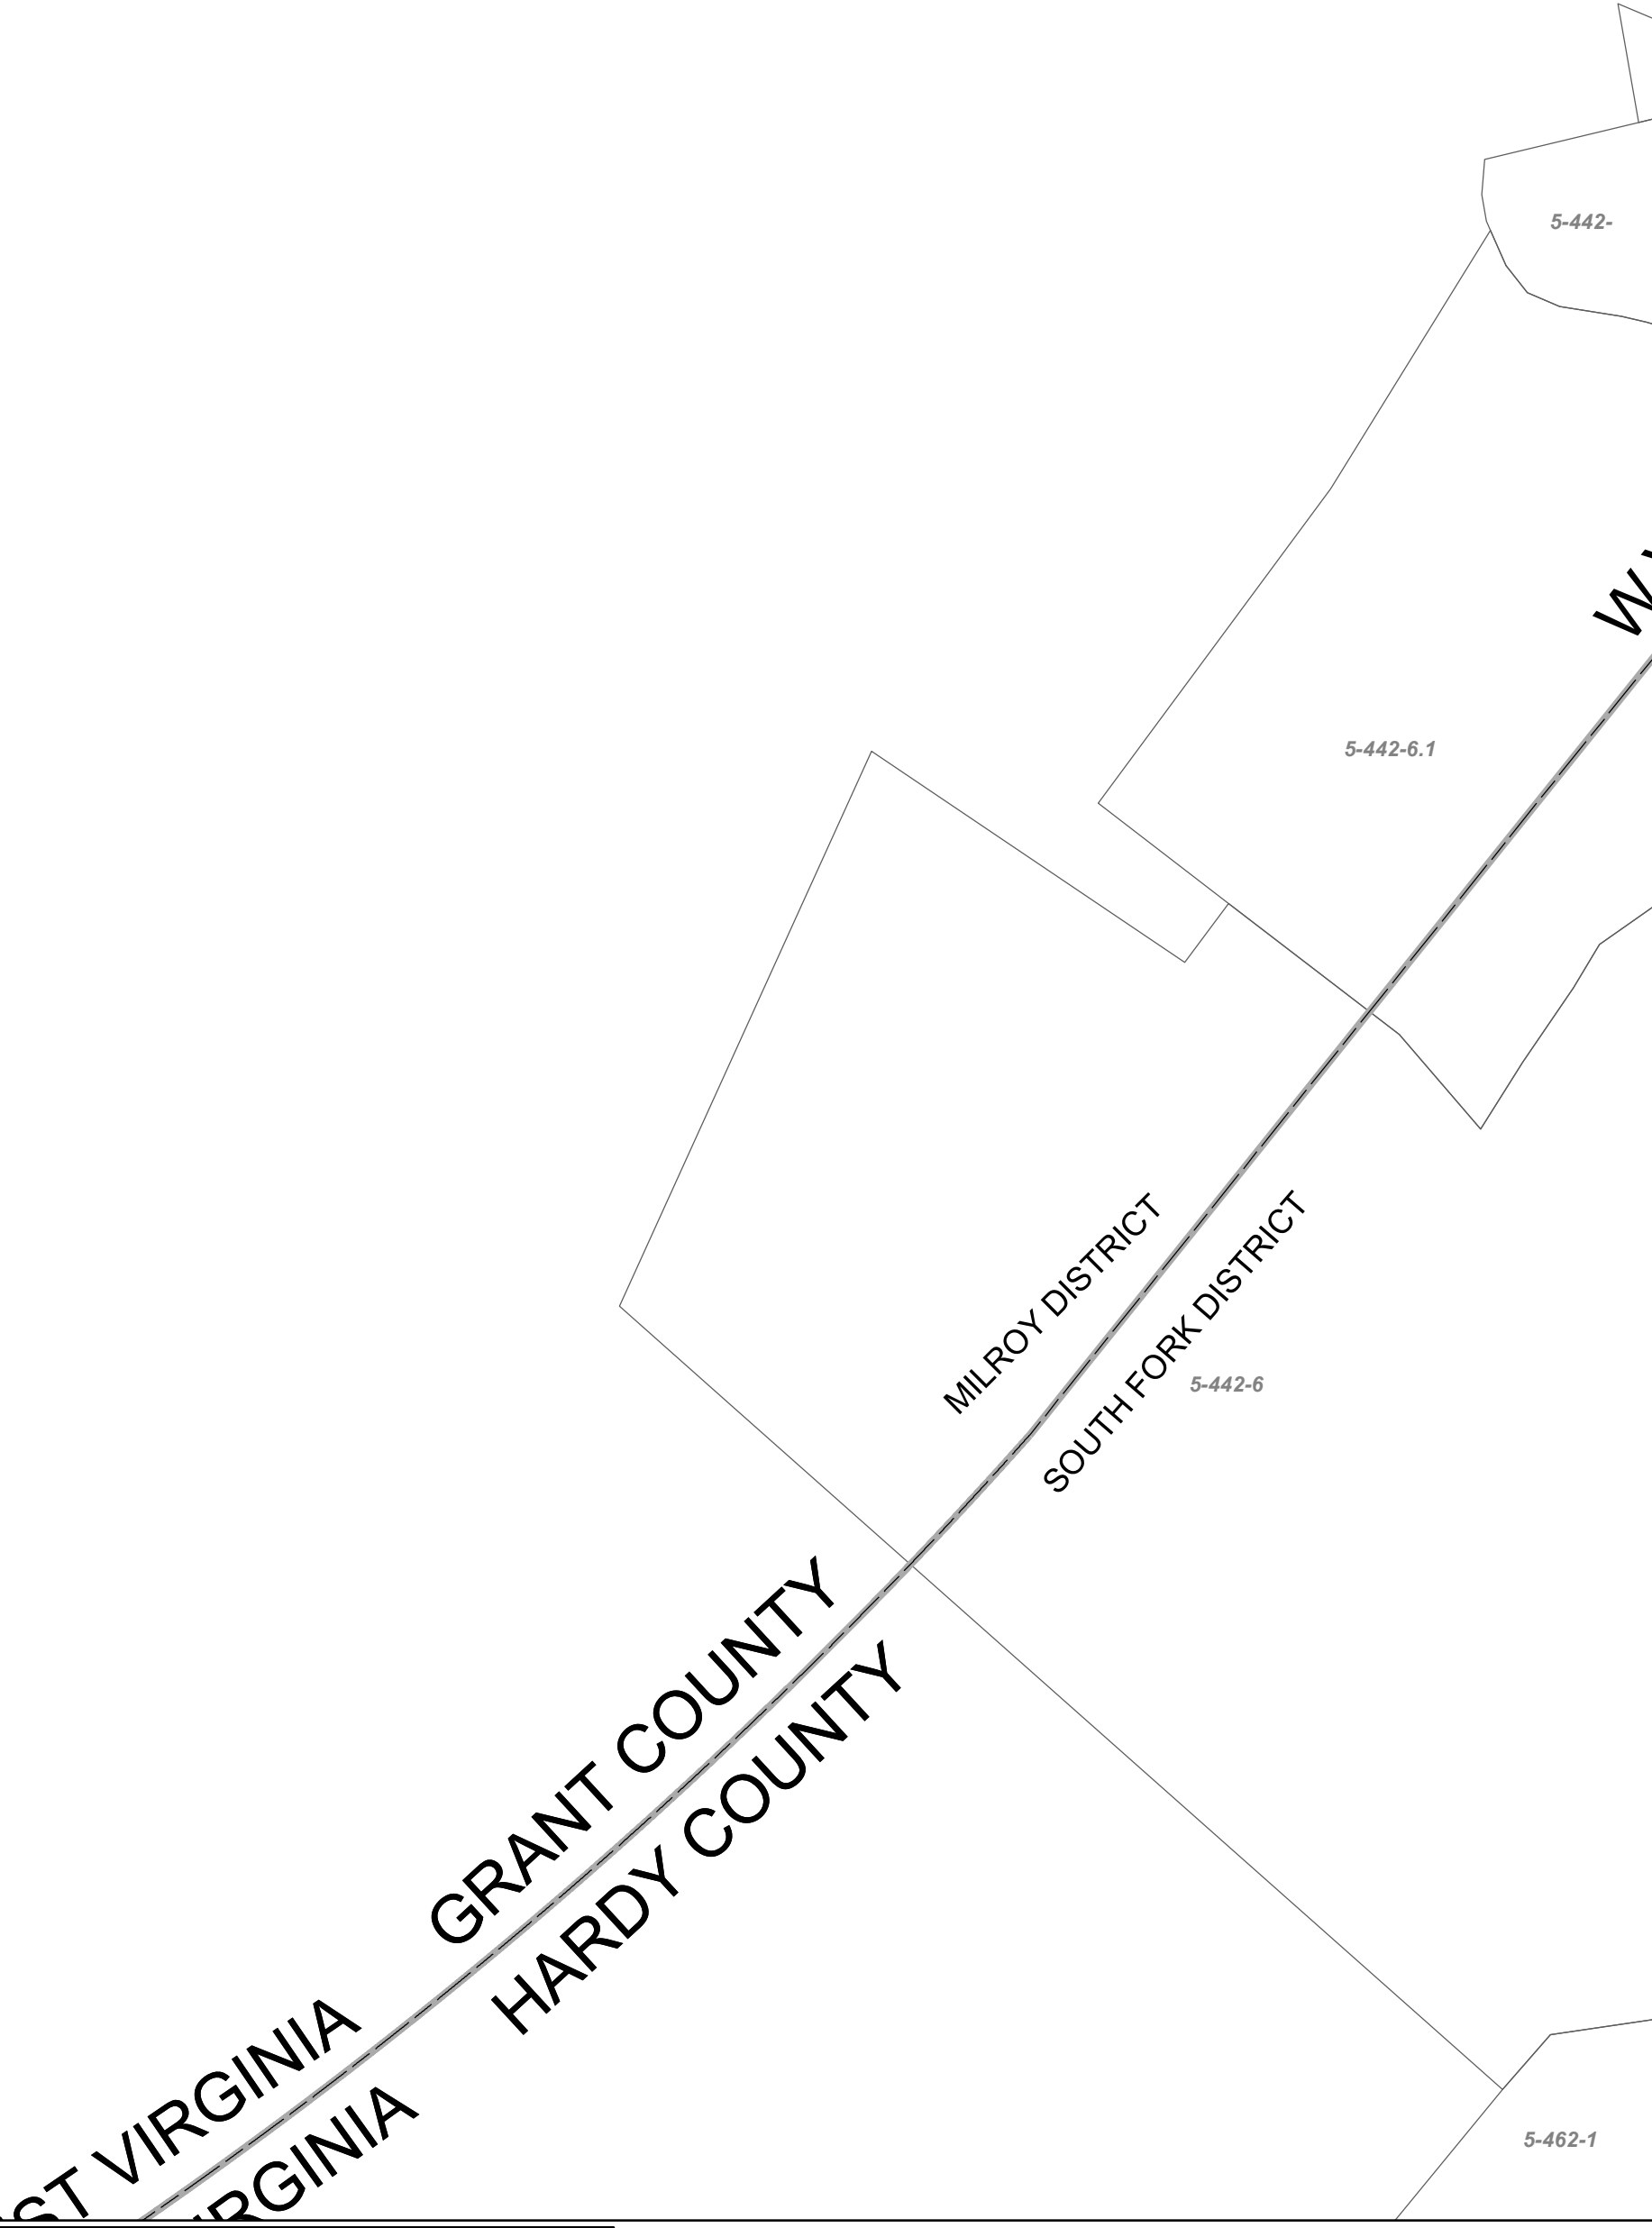 5-442-
5-442-6.1
MILROY DISTRICT
SOUTH FORK DISTRICT
5-442-6
GRANT COUNTY
HARDY COUNTY
VIRGINIA
5-462-1